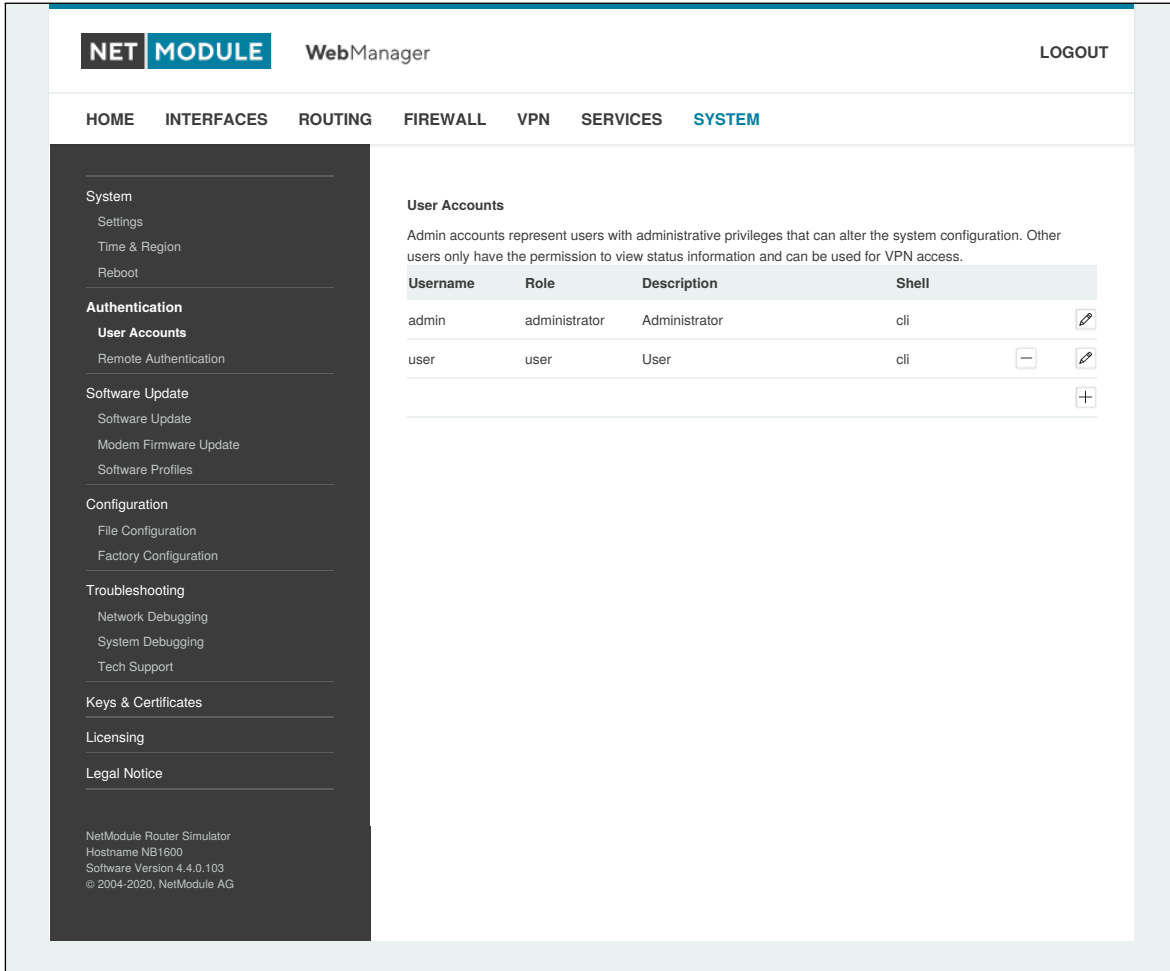 NET MODULE WebManager LOGOUT
HOME INTERFACES ROUTING FIREWALL VPN SERVICES SYSTEM
System
Settings
Time & Region
Reboot
Authentication
User Accounts
Remote Authentication
Software Update
Software Update
Modem Firmware Update
Software Profiles
Configuration
File Configuration
Factory Configuration
Troubleshooting
Network Debugging
System Debugging
Tech Support
Keys & Certificates
Licensing
Legal Notice
NetModule Router Simulator
Hostname NB1600
Software Version 4.4.0.103
© 2004-2020, NetModule AG
User Accounts
Admin accounts represent users with administrative privileges that can alter the system configuration. Other
users only have the permission to view status information and can be used for VPN access.
Username Role Description Shell
admin administrator Administrator cli
user user User cli